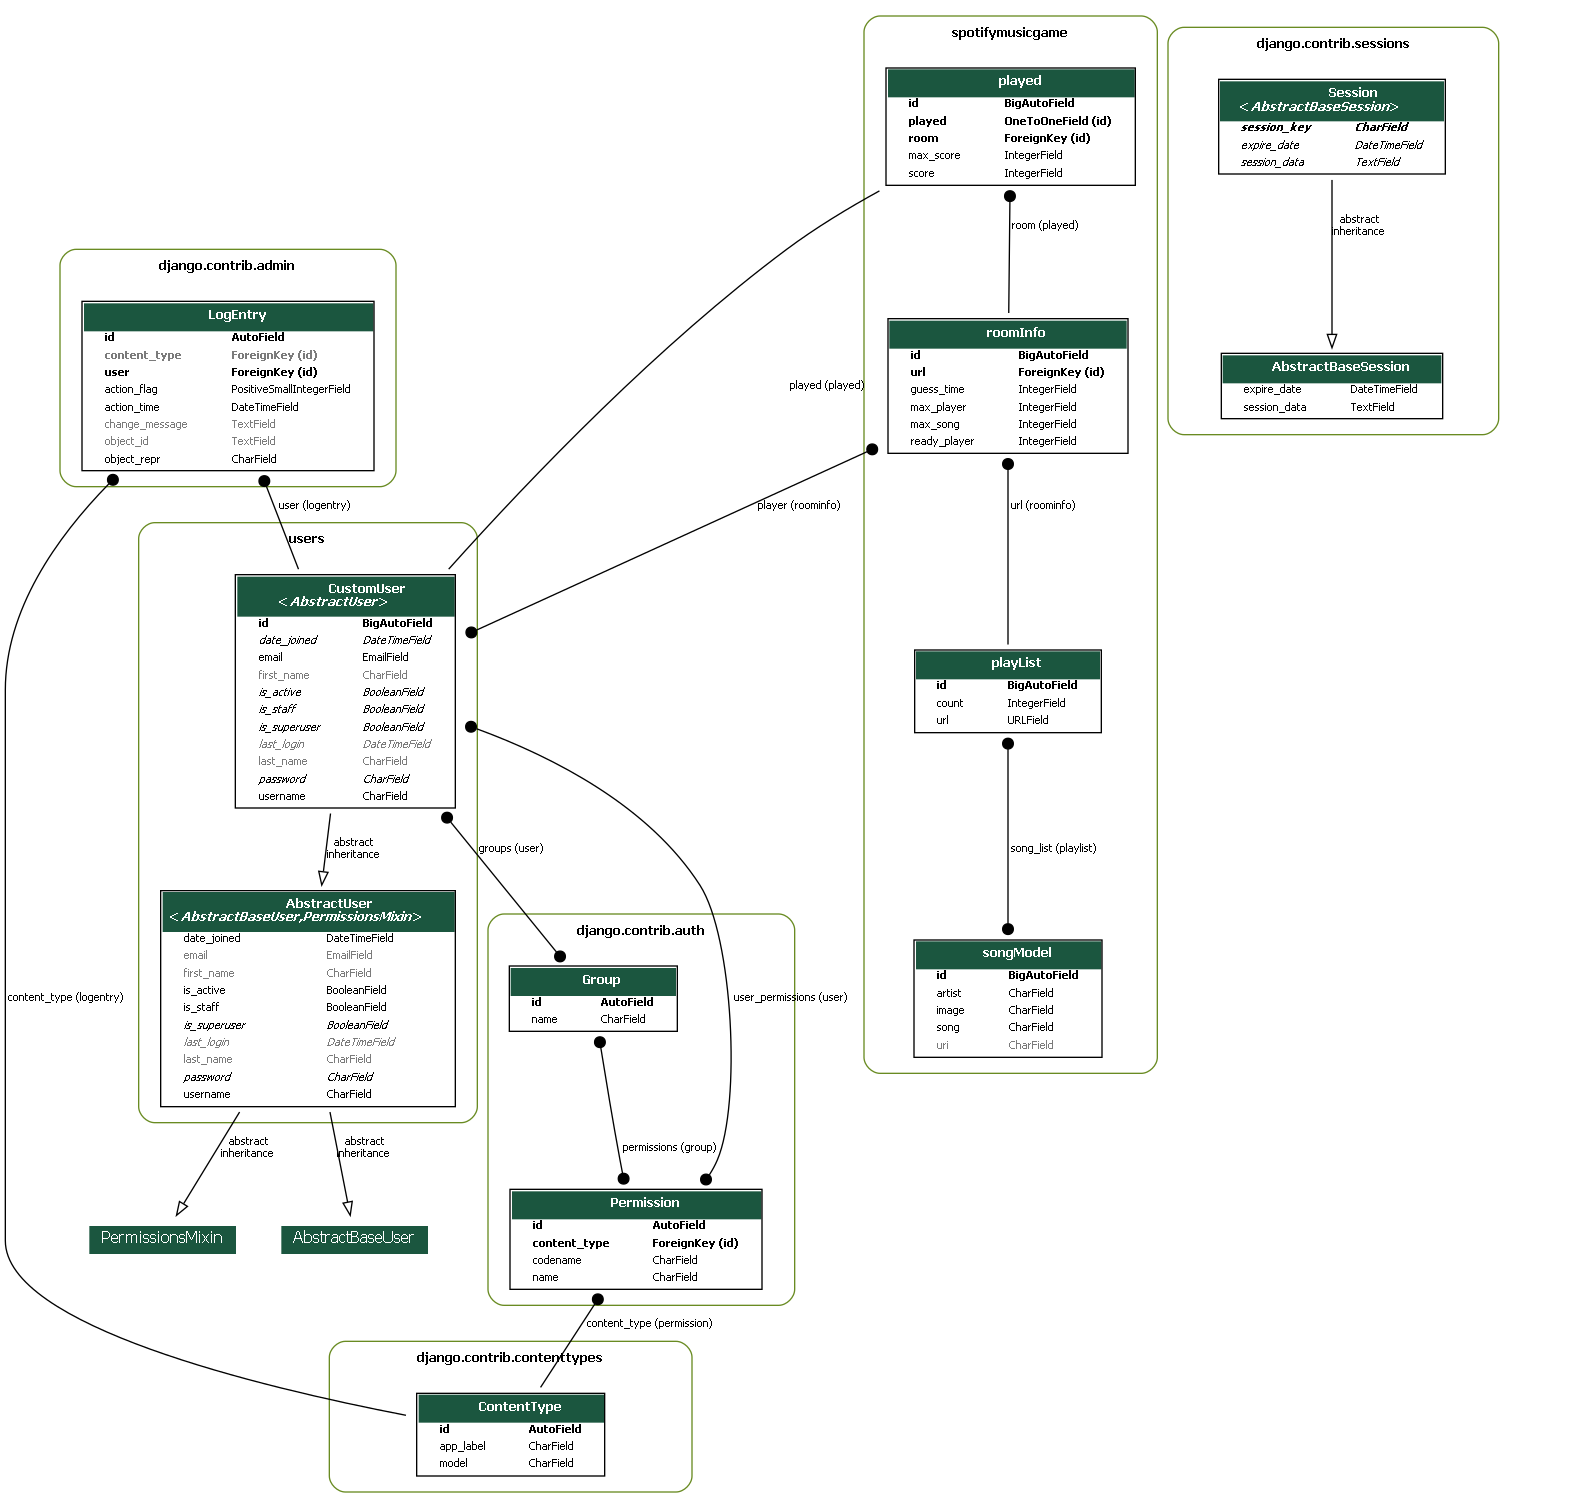 spotifymusicgame
played
id BigAutoField
played OneToOneField (id)
room ForeignKey (id)
max_score IntegerField
score IntegerField
room (played)
roomInfo
id BigAutoField
url ForeignKey (id)
guess_time IntegerField
max_player IntegerField
max_song IntegerField
ready_player IntegerField
url (roominfo)
playList
id BigAutoField
count IntegerField
url URLField
song_list (playlist)
songModel
id BigAutoField
artist CharField
image CharField
song CharField
uri CharField
django.contrib.sessions
Session
<AbstractBaseSession>
session_key CharField
expire_date DateTimeField
session_data TextField
abstract
inheritance
AbstractBaseSession
expire_date DateTimeField
session_data TextField
played (played)
player (roominfo)
django.contrib.admin
LogEntry
id AutoField
content_type ForeignKey (id)
user ForeignKey (id)
action_flag PositiveSmallIntegerField
action_time DateTimeField
change_message TextField
object_id TextField
object_repr CharField
user (logentry)
content_type (logentry)
users
CustomUser
<AbstractUser>
id BigAutoField
date_joined DateTimeField
email EmailField
first_name CharField
is_active BooleanField
is_staff BooleanField
is_superuser BooleanField
last_login DateTimeField
last_name CharField
password CharField
username CharField
abstract
inheritance
AbstractUser
<AbstractBaseUser,PermissionsMixin>
date_joined DateTimeField
email EmailField
first_name CharField
is_active BooleanField
is_staff BooleanField
is_superuser BooleanField
last_login DateTimeField
last_name CharField
password CharField
username CharField
abstract
inheritance
abstract
inheritance
PermissionsMixin
AbstractBaseUser
groups (user)
user_permissions (user)
django.contrib.auth
Group
id AutoField
name CharField
permissions (group)
Permission
id AutoField
content_type ForeignKey (id)
codename CharField
name CharField
content_type (permission)
django.contrib.contenttypes
ContentType
id AutoField
app_label CharField
model CharField